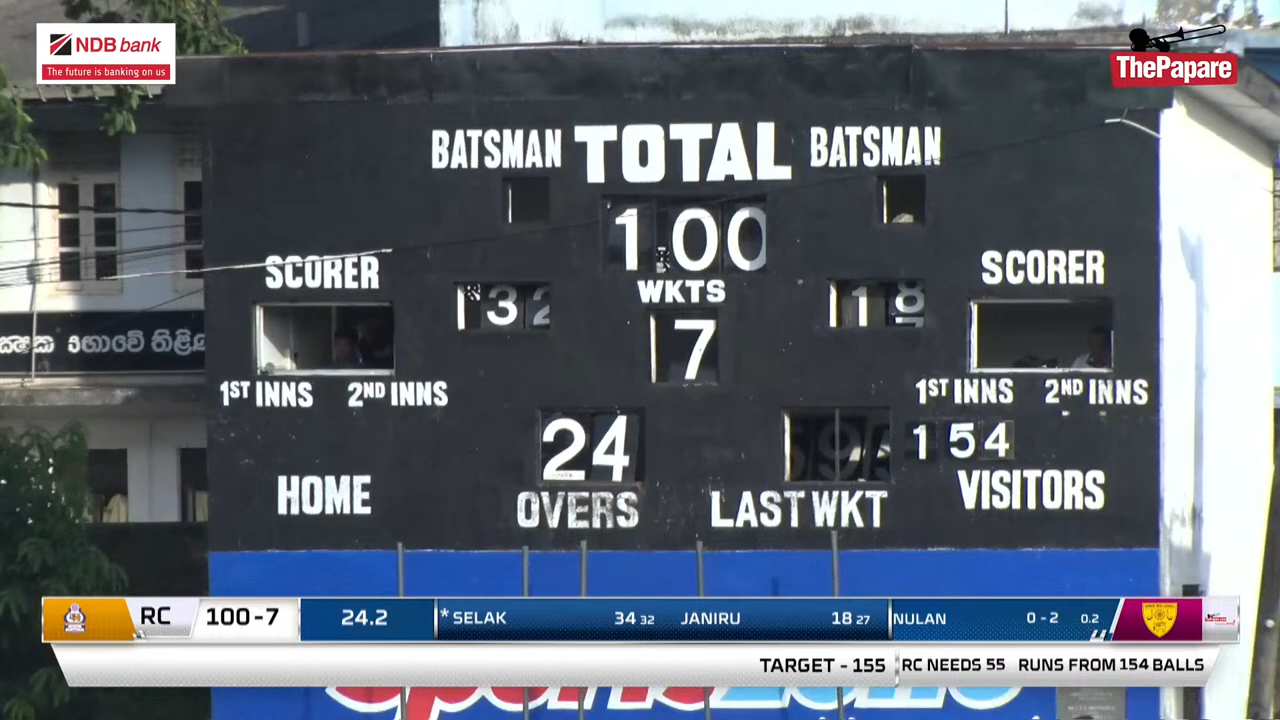 NDB bank
The future is banking on us
ThePapare
BATSMAN TOTAL BATSMAN
100
SCORER WKTS SCORER
32 7 18
1ST INNS 2ND INNS 1ST INNS 2ND INNS
24 154
HOME OVERS LAST WKT VISITORS
RC 100-7 24.2 *SELAK 34 32 JANIRU 18 27 NULAN 0-2 0.2
TARGET - 155 RC NEEDS 55 RUNS FROM 154 BALLS